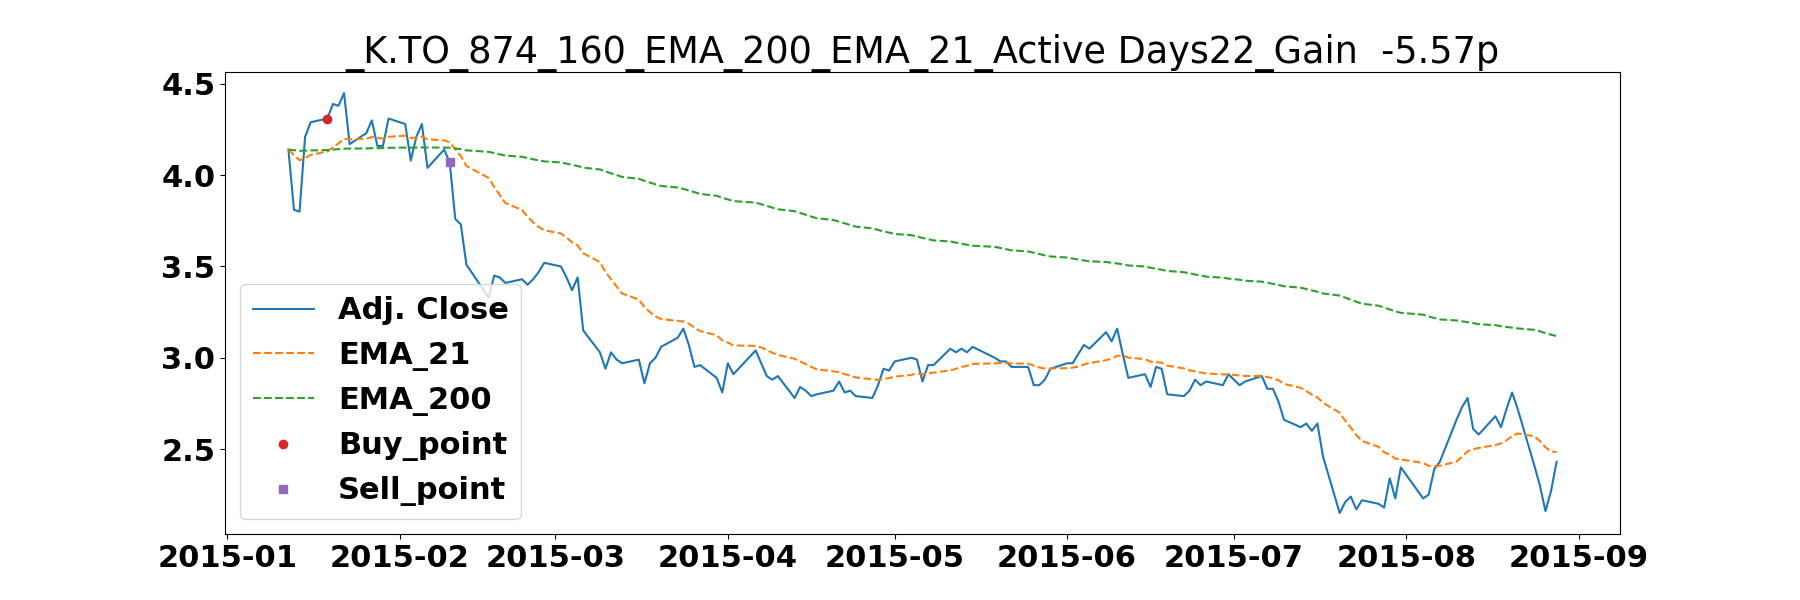 _K.TO_874_160_EMA_200_EMA_21_Active Days22_Gain  -5.57p
4.5
4.0
3.5
3.0
2.5
Adj. Close
EMA_21
EMA_200
Buy_point
Sell_point
2015-01 2015-02 2015-03 2015-04 2015-05 2015-06 2015-07 2015-08 2015-09